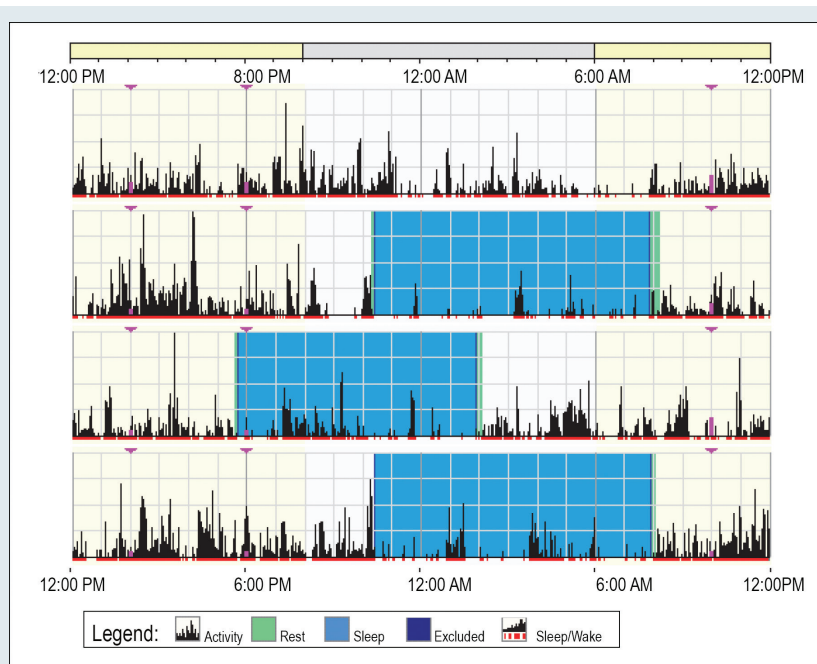 12:00 PM 8:00 PM 12:00 AM 6:00 AM 12:00PM
12:00 PM 6:00 PM 12:00 AM 6:00 AM 12:00PM
Legend: Activity Rest Sleep Excluded Sleep/Wake